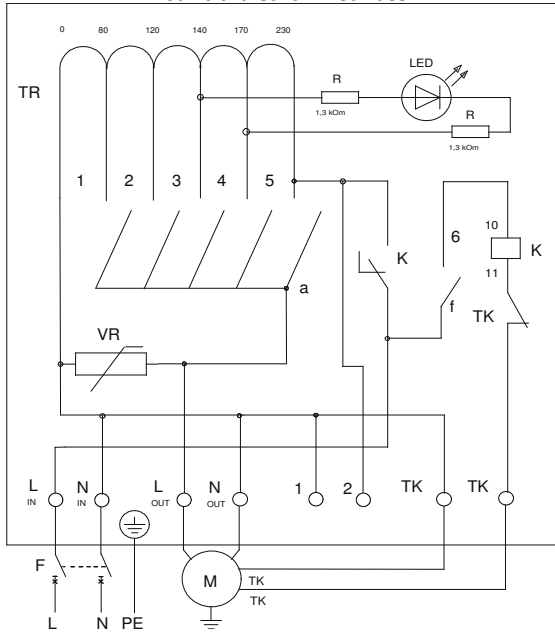 0 80 120 140 170 230
TR
LED
R
1,3 kOm
R
1,3 kOm
1 2 3 4 5
6
10
K
K
11
a
f
TK
VR
L N L N 1 2 TK TK
IN IN OUT OUT
F
M
TK
TK
L N PE